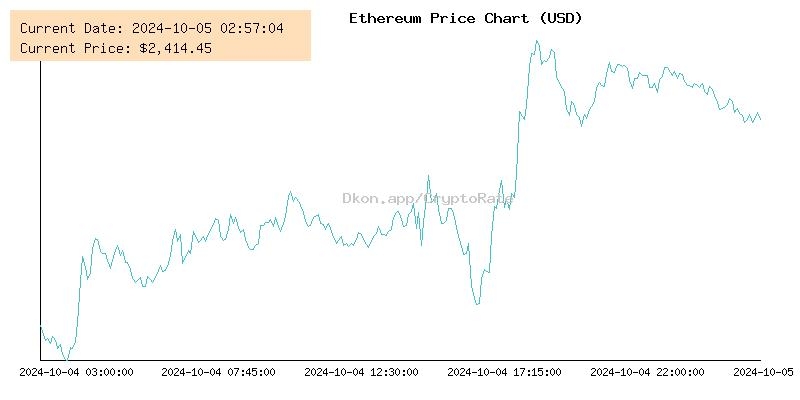 Ethereum Price Chart (USD)
Current Date: 2024-10-05 02:57:04
Current Price: $2,414.45
Dkon.app/CryptoRate
2024-10-04 03:00:00 2024-10-04 07:45:00 2024-10-04 12:30:00 2024-10-04 17:15:00 2024-10-04 22:00:00 2024-10-05